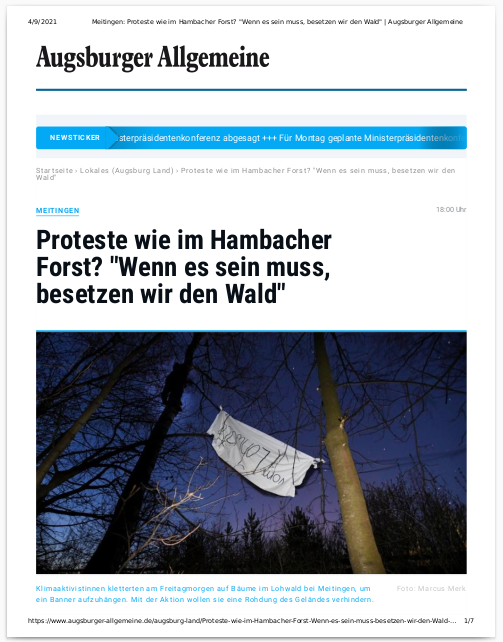 4/9/2021 Meitingen: Proteste wie im Hambacher Forst? "Wenn es sein muss, besetzen wir den Wald" | Augsburger Allgemeine
Augsburger Allgemeine
NEWSTICKER sterpräsidentenkonferenz abgesagt +++ Für Montag geplante Ministerpräsidentenkon
Startseite › Lokales (Augsburg Land) › Proteste wie im Hambacher Forst? "Wenn es sein muss, besetzen wir den
Wald"
MEITINGEN 18:00 Uhr
Proteste wie im Hambacher
Forst? "Wenn es sein muss,
besetzen wir den Wald"
Klimaaktivistinnen kletterten am Freitagmorgen auf Bäume im Lohwald bei Meitingen, um Foto: Marcus Merk
ein Banner aufzuhängen. Mit der Aktion wollen sie eine Rohdung des Geländes verhindern.
https://www.augsburger-allgemeine.de/augsburg-land/Proteste-wie-im-Hambacher-Forst-Wenn-es-sein-muss-besetzen-wir-den-Wald-… 1/7